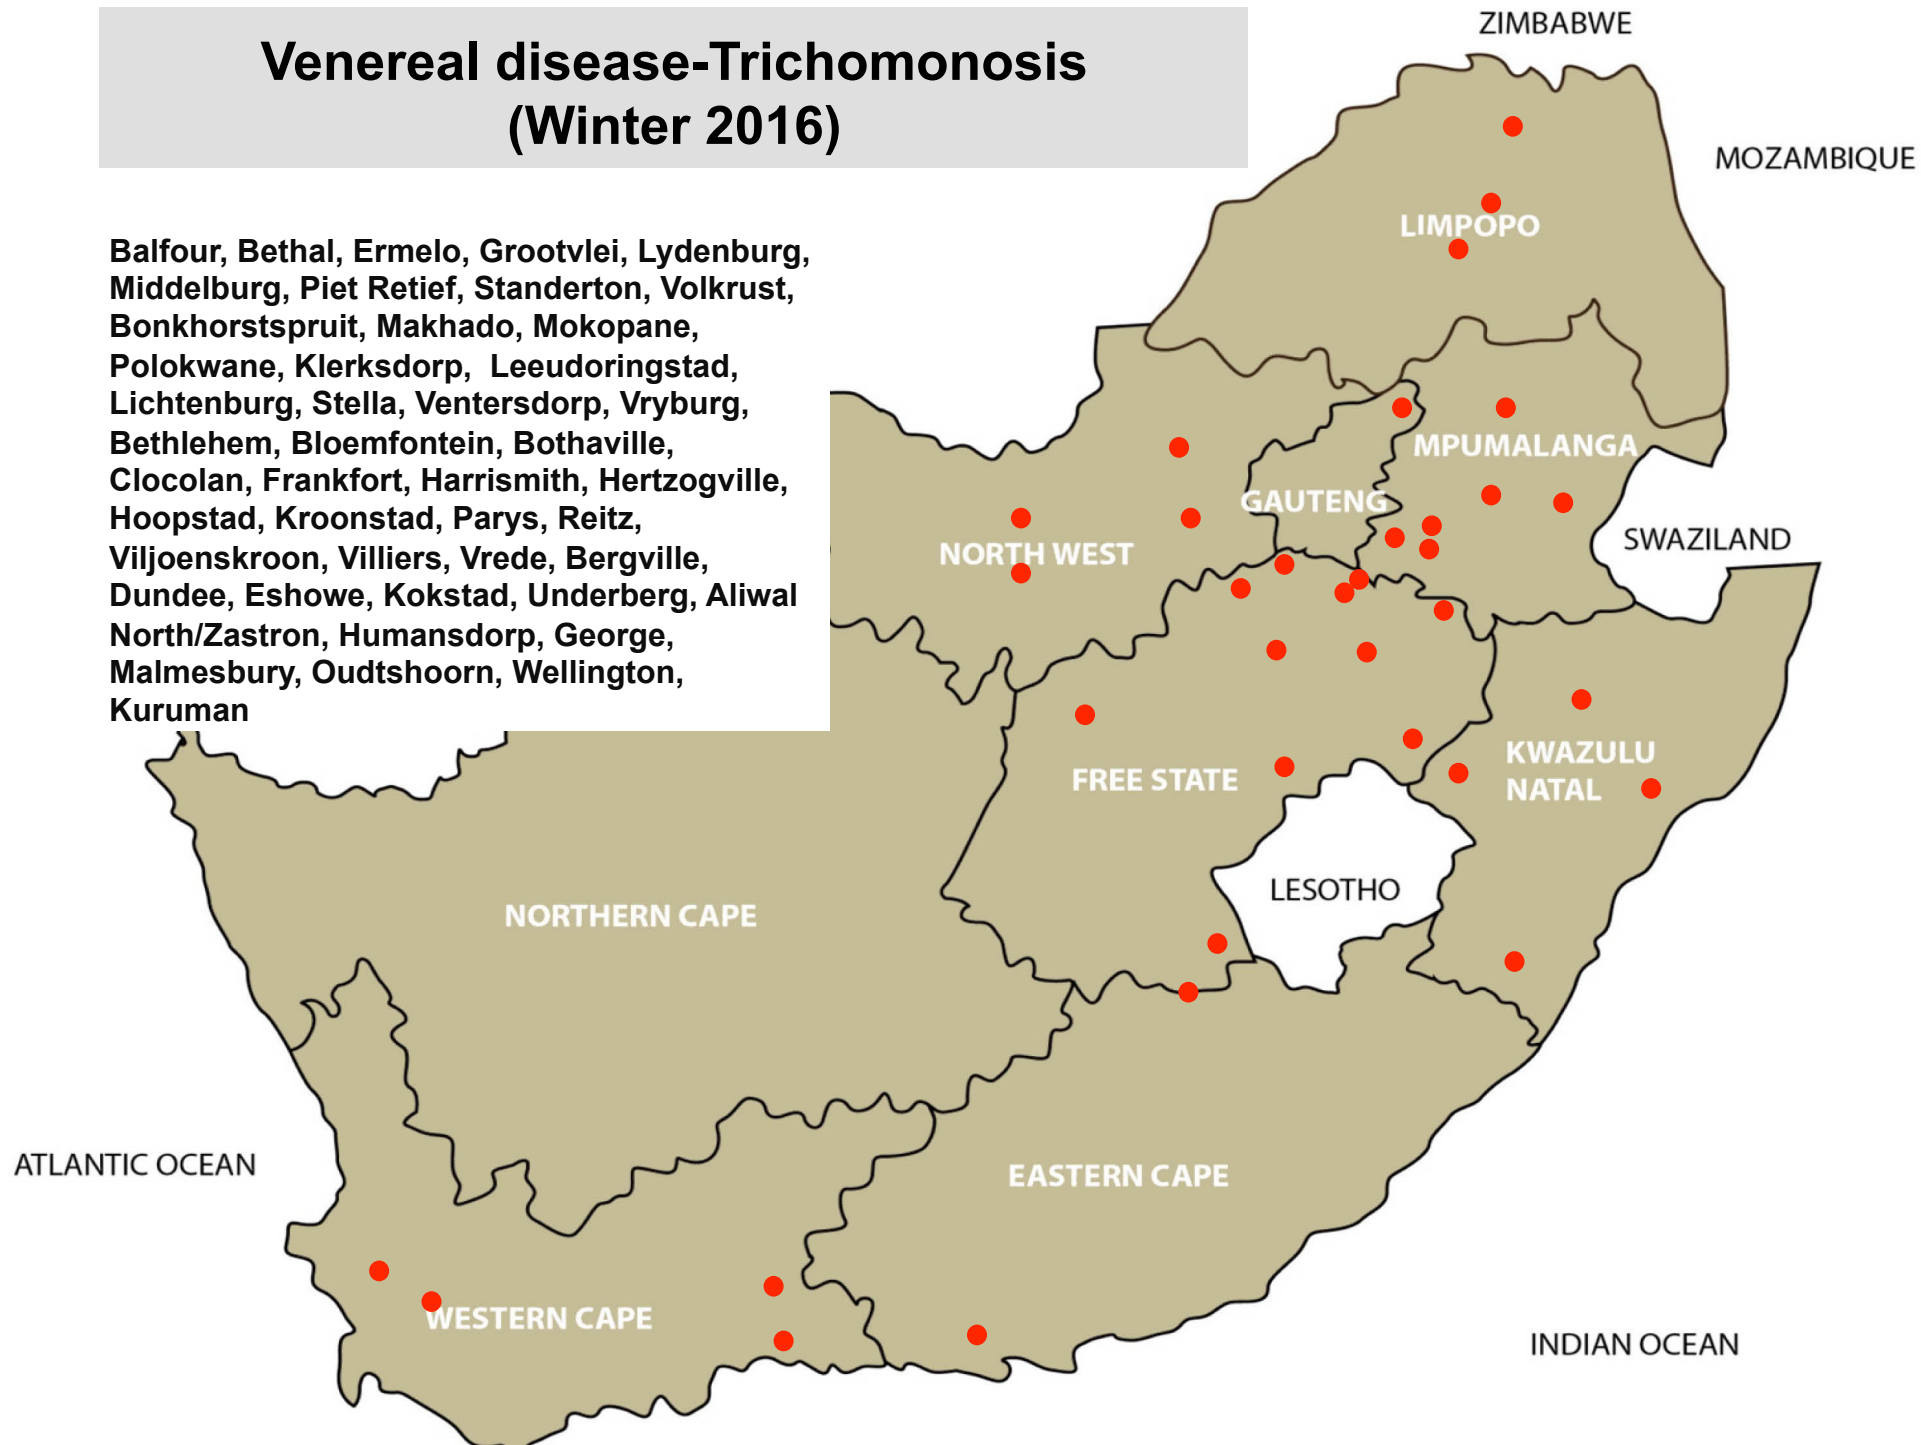 Venereal disease-Trichomonosis
(Winter 2016)
Balfour, Bethal, Ermelo, Grootvlei, Lydenburg,
Middelburg, Piet Retief, Standerton, Volkrust,
Bonkhorstspruit, Makhado, Mokopane,
Polokwane, Klerksdorp, Leeudoringstad,
Lichtenburg, Stella, Ventersdorp, Vryburg,
Bethlehem, Bloemfontein, Bothaville,
Clocolan, Frankfort, Harrismith, Hertzogville,
Hoopstad, Kroonstad, Parys, Reitz,
Viljoenskroon, Villiers, Vrede, Bergville,
Dundee, Eshowe, Kokstad, Underberg, Aliwal
North/Zastron, Humansdorp, George,
Malmesbury, Oudtshoorn, Wellington,
Kuruman
ZIMBABWE
MOZAMBIQUE
LIMPOPO
MPUMALANGA
GAUTENG
SWAZILAND
NORTH WEST
KWAZULU
NATAL
FREE STATE
LESOTHO
NORTHERN CAPE
ATLANTIC OCEAN
EASTERN CAPE
WESTERN CAPE
INDIAN OCEAN